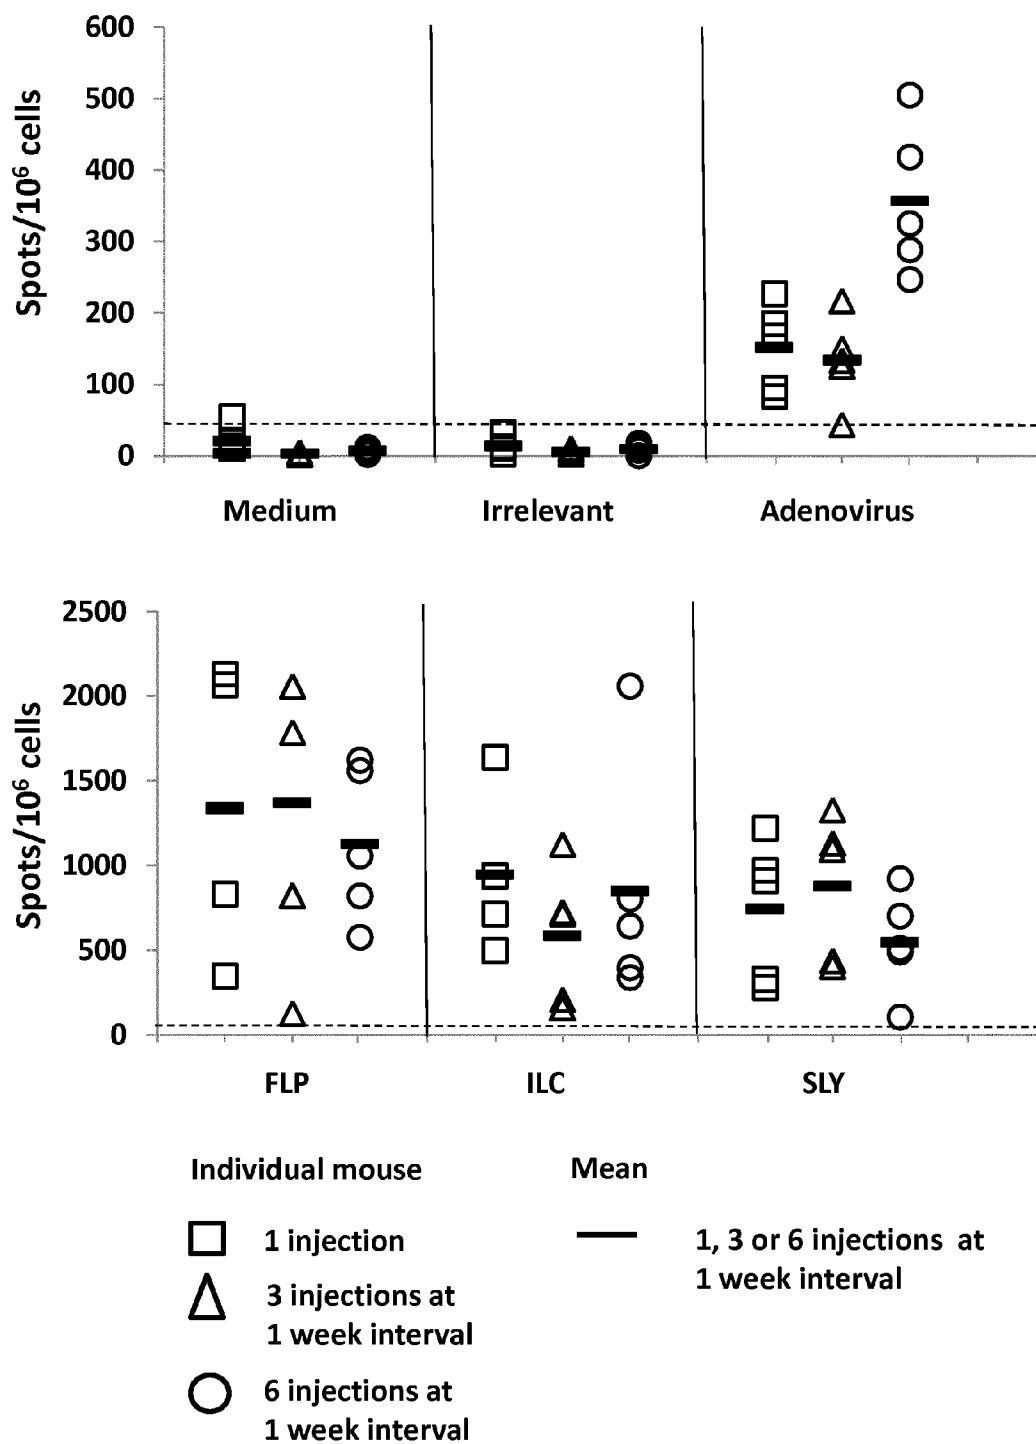 600
500
400
300
200
100
0
Spots/10⁶ cells
Medium Irrelevant Adenovirus
2500
2000
1500
1000
500
0
Spots/10⁶ cells
FLP ILC SLY
Individual mouse Mean
1 injection
1, 3 or 6 injections at
1 week interval
3 injections at
1 week interval
6 injections at
1 week interval